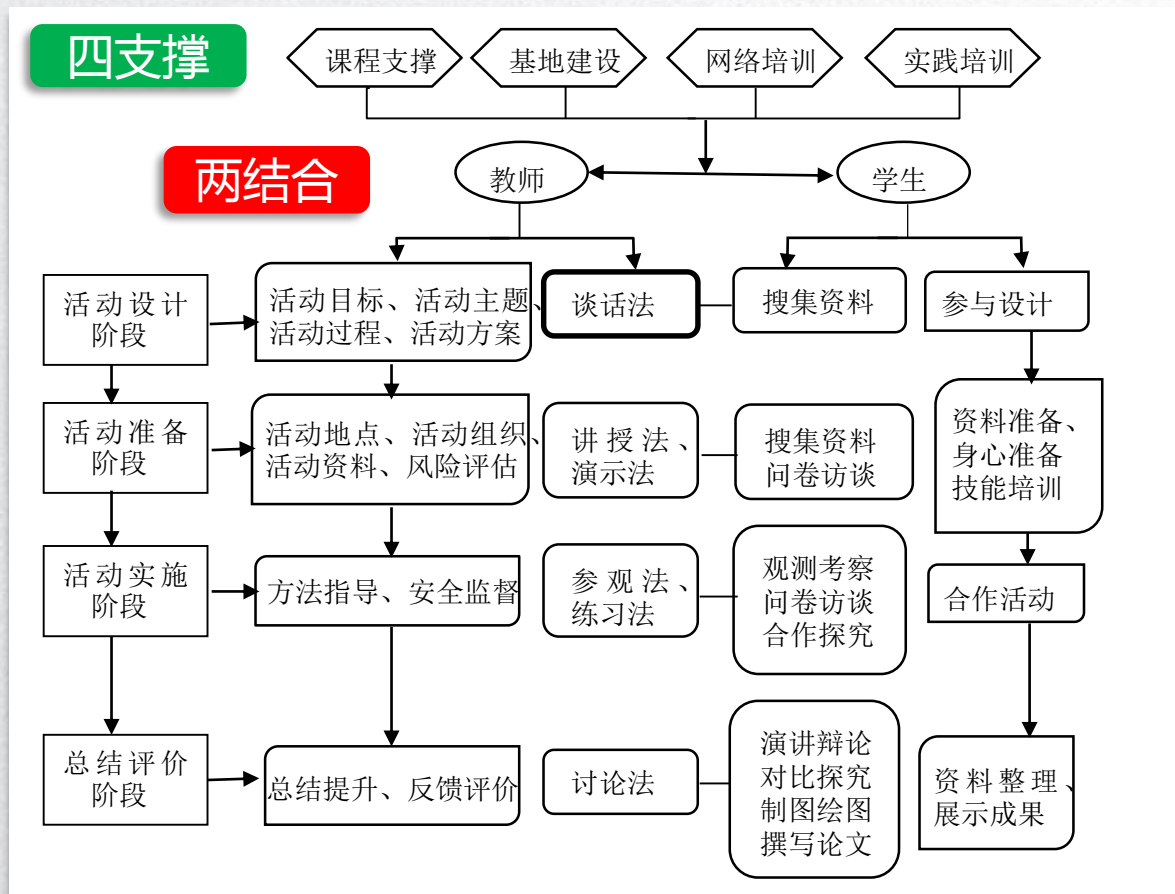 四支撑
课程支撑
基地建设
网络培训
实践培训
两结合
教师
学生
活动设计
阶段
活动目标、活动主题、
活动过程、活动方案
谈话法
搜集资料
参与设计
活动准备
阶段
活动地点、活动组织、
活动资料、风险评估
讲授法、
演示法
搜集资料
问卷访谈
资料准备、
身心准备
技能培训
活动实施
阶段
方法指导、安全监督
参观法、
练习法
观测考察
问卷访谈
合作探究
合作活动
总结评价
阶段
总结提升、反馈评价
讨论法
演讲辩论
对比探究
制图绘图
撰写论文
资料整理、
展示成果